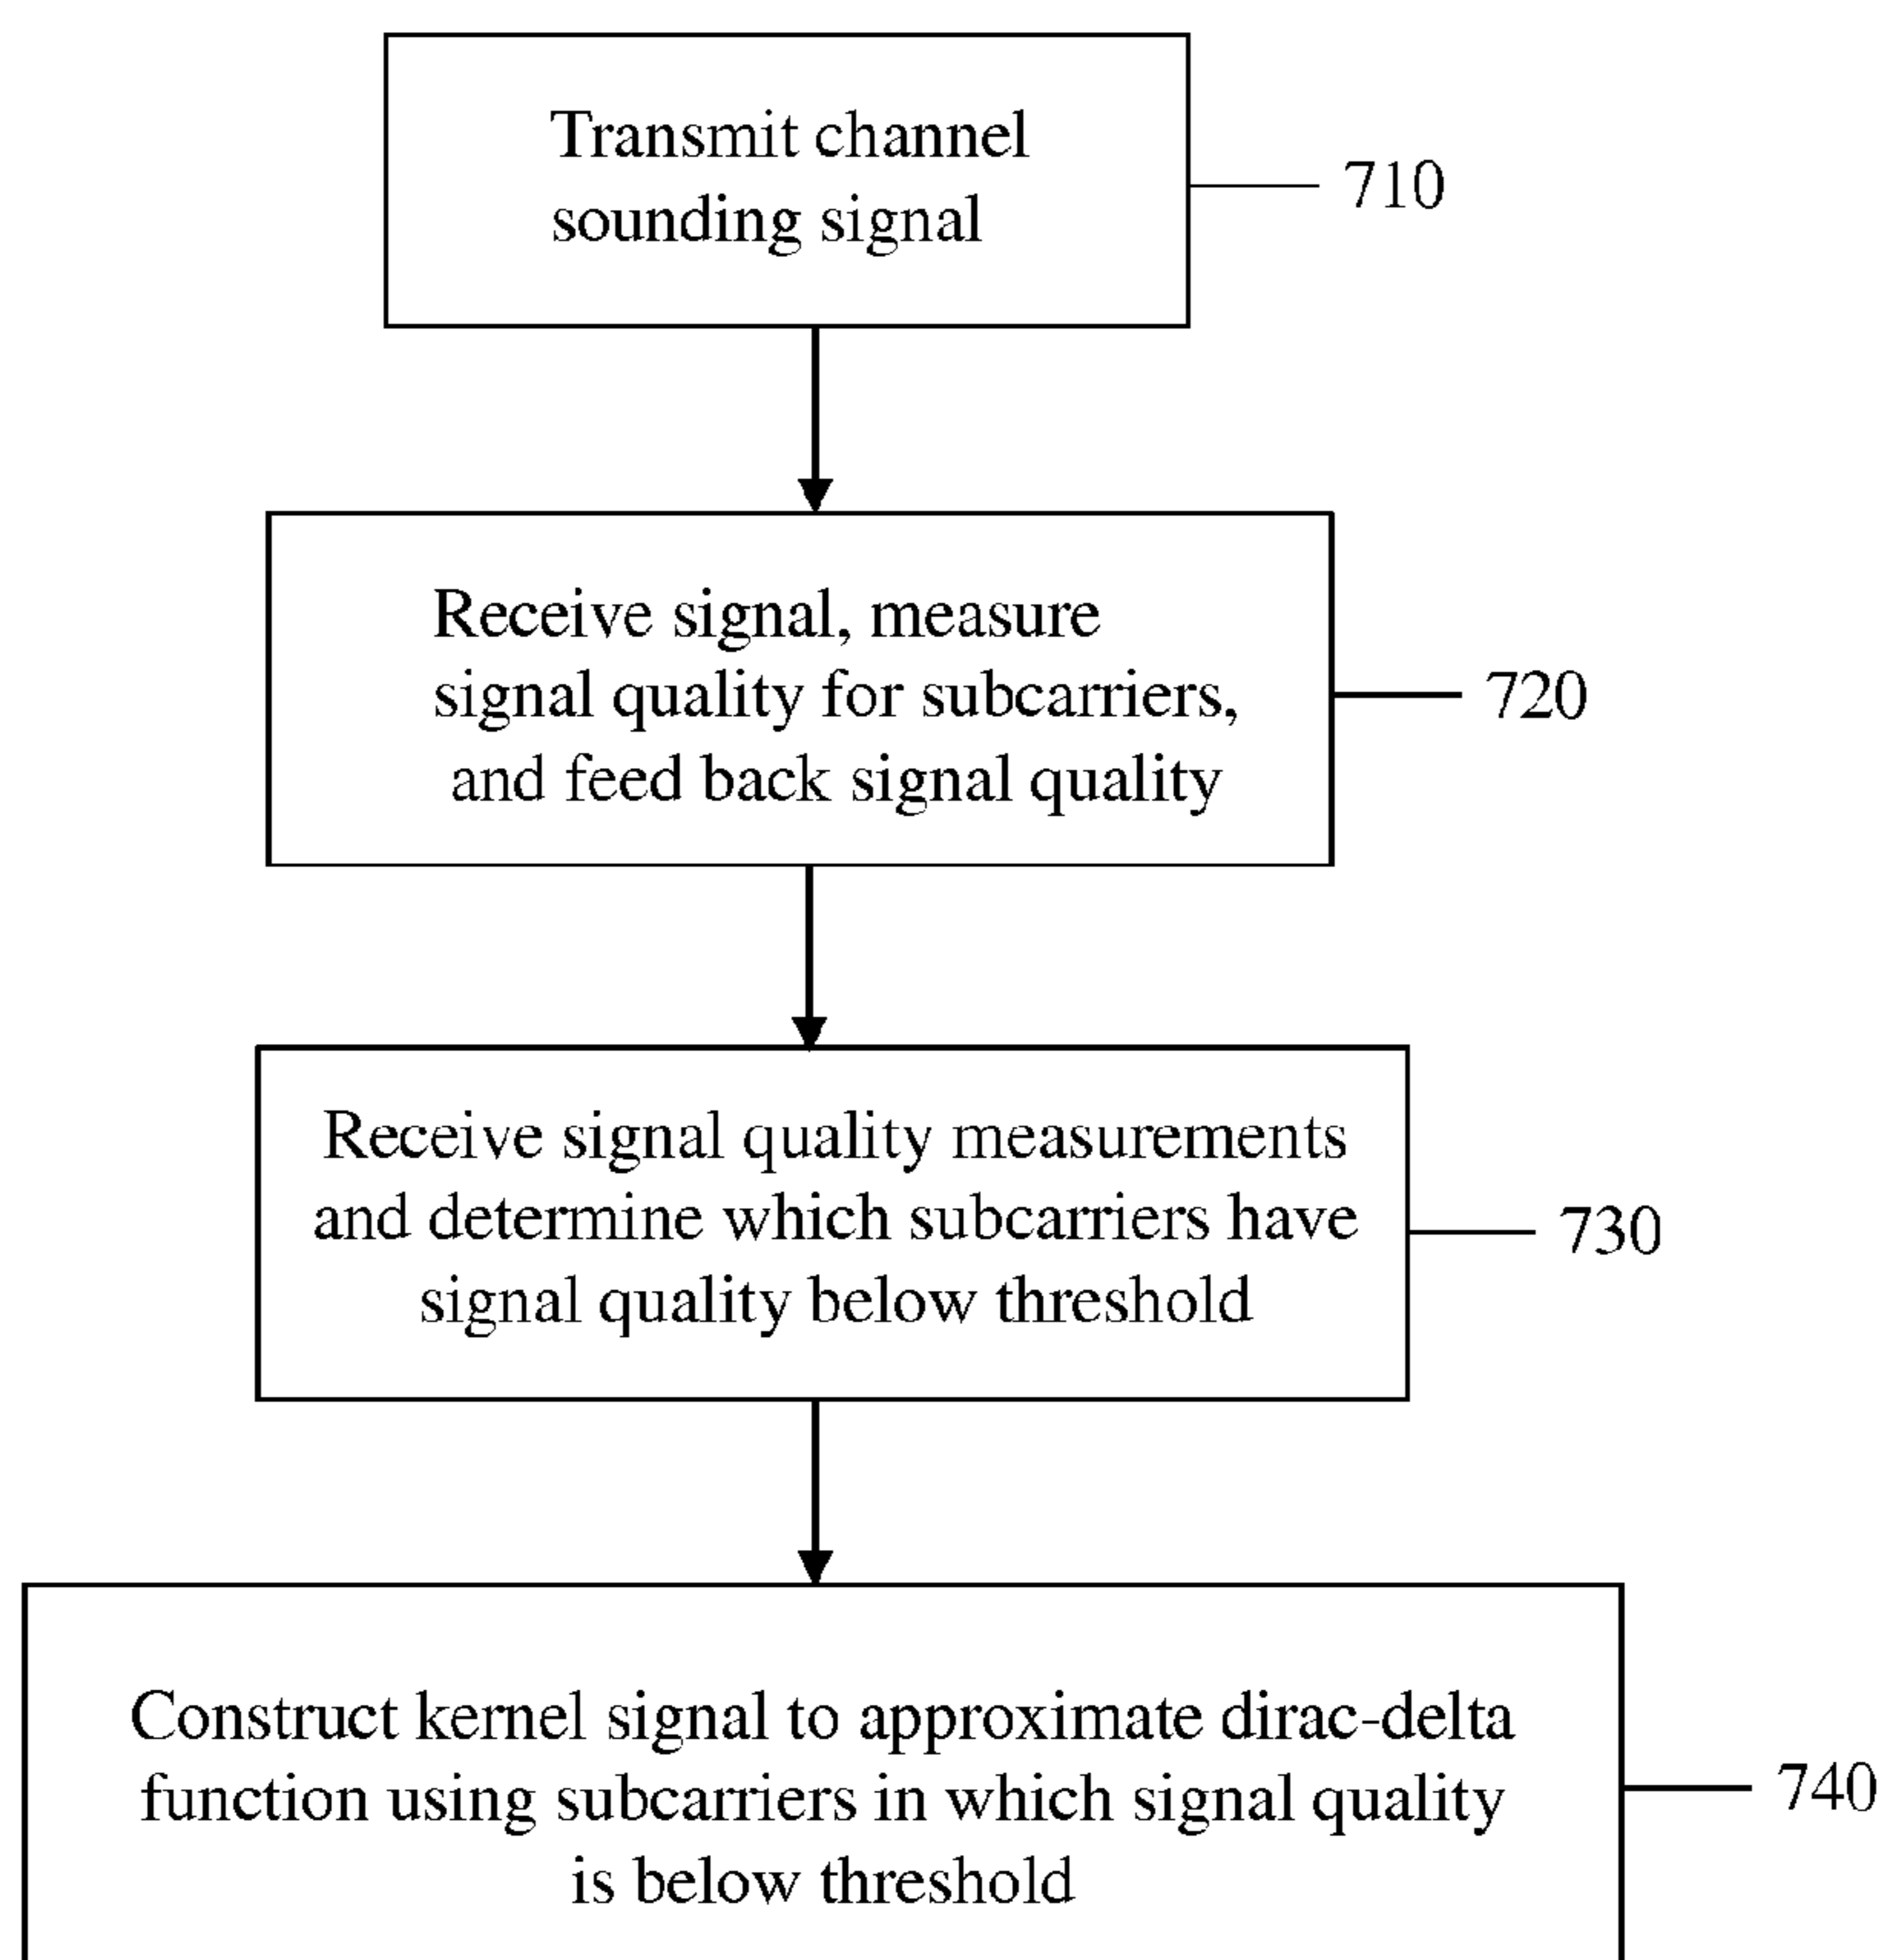 Transmit channel
sounding signal
710
Receive signal, measure
signal quality for subcarriers,
and feed back signal quality
720
Receive signal quality measurements
and determine which subcarriers have
signal quality below threshold
730
Construct kernel signal to approximate dirac-delta
function using subcarriers in which signal quality
is below threshold
740